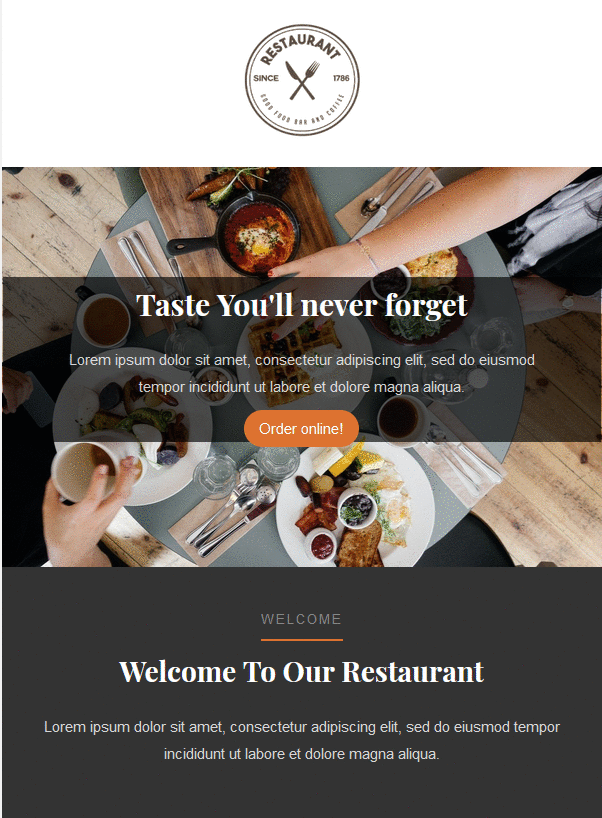 RESTAURANT
SINCE 1786
GOOD FOOD BAR AND COFFEE
Taste You'll never forget
Lorem ipsum dolor sit amet, consectetur adipiscing elit, sed do eiusmod
tempor incididunt ut labore et dolore magna aliqua.
Order online!
WELCOME
Welcome To Our Restaurant
Lorem ipsum dolor sit amet, consectetur adipiscing elit, sed do eiusmod tempor
incididunt ut labore et dolore magna aliqua.